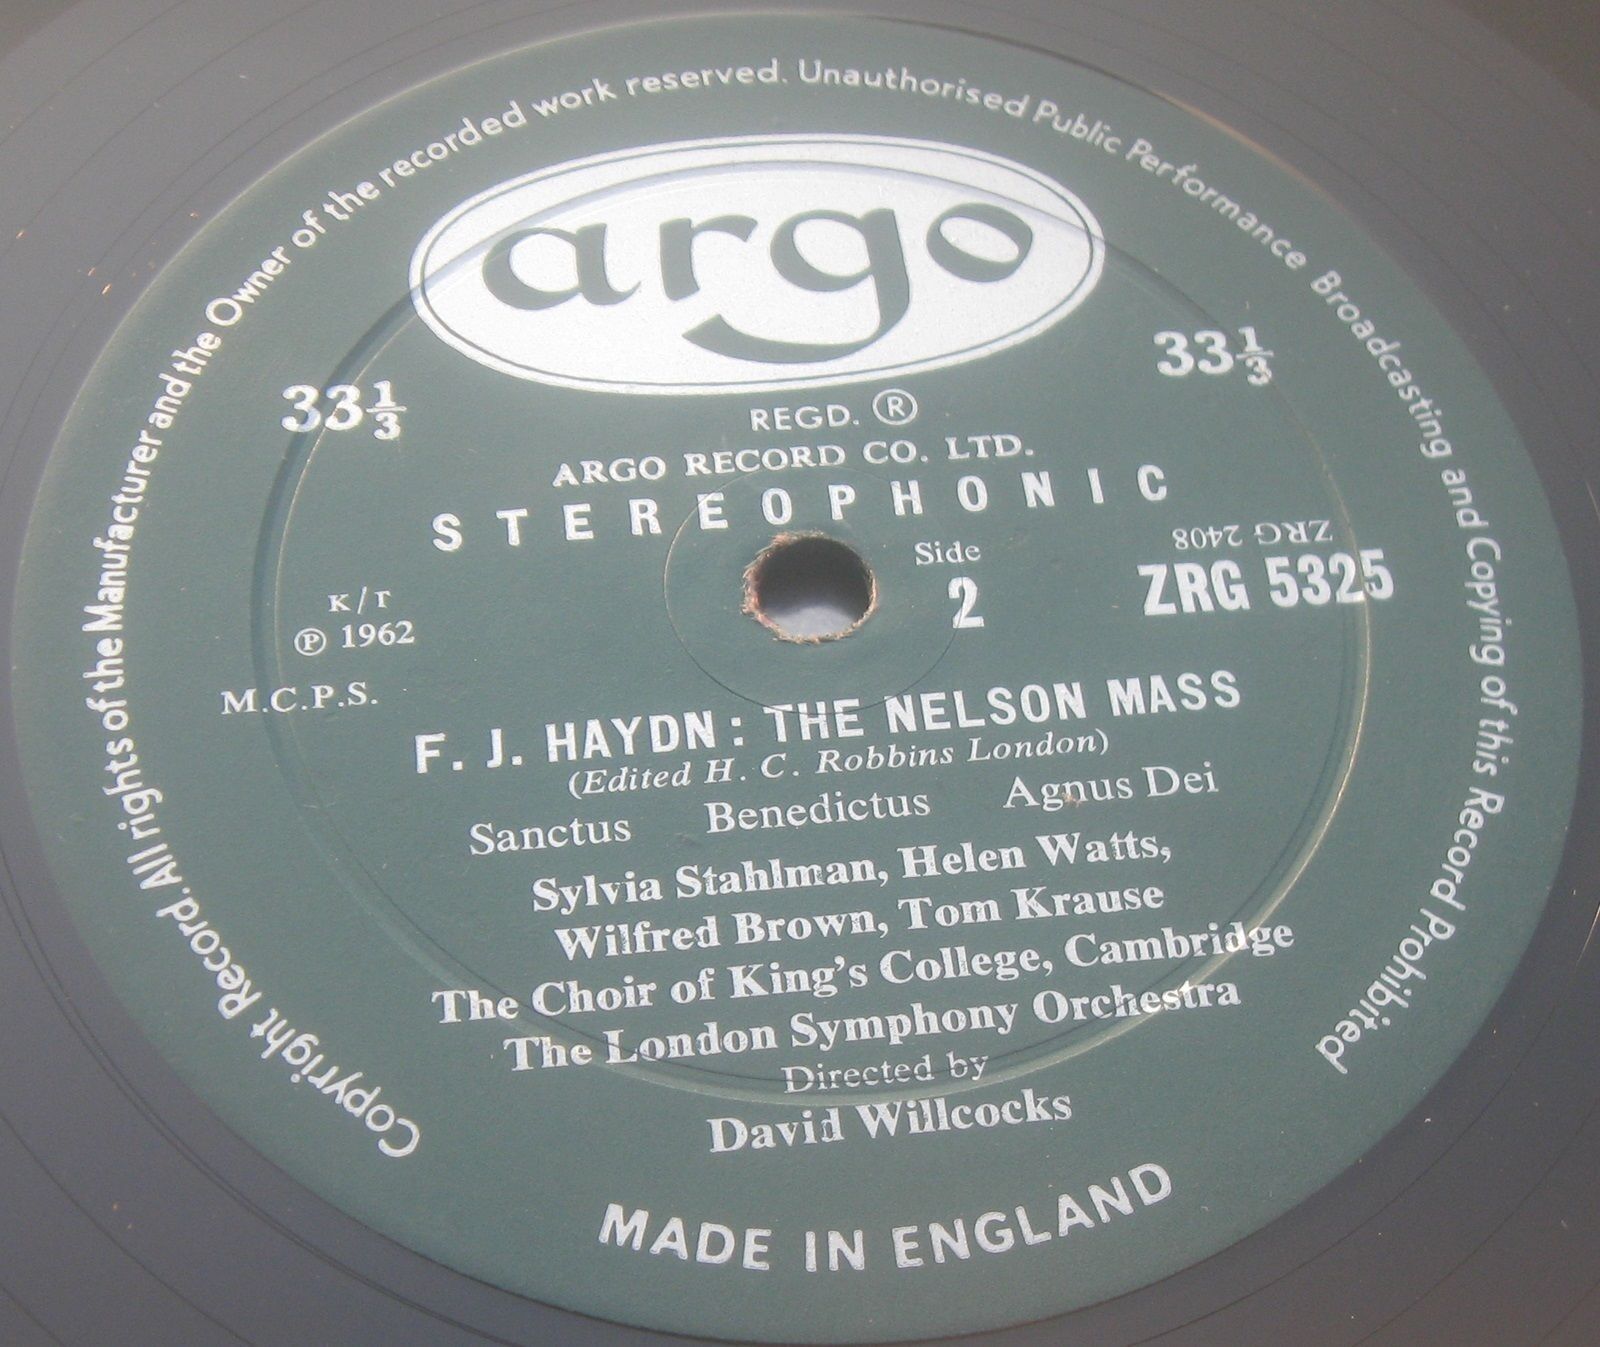 Copyright Record. All rights of the Manufacturer and the Owner of the recorded work reserved. Unauthorised Public Performance Broadcasting and Copying of this Record Prohibited
argo
33⅓
33⅓
REGD. ®
ARGO RECORD CO. LTD.
STEREOPHONIC
Side
2
ZRG 2408
ZRG 5325
K/T
℗ 1962
M.C.P.S.
F. J. HAYDN: THE NELSON MASS
(Edited H. C. Robbins London)
Sanctus Benedictus Agnus Dei
Sylvia Stahlman, Helen Watts,
Wilfred Brown, Tom Krause
The Choir of King's College, Cambridge
The London Symphony Orchestra
Directed by
David Willcocks
MADE IN ENGLAND